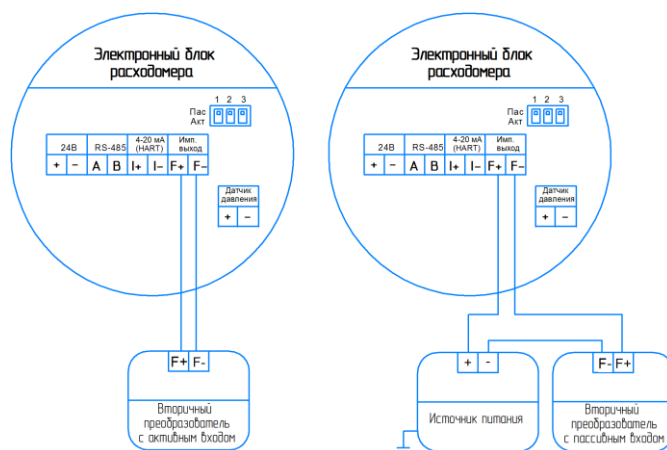 Электронный блок
расходомера
1 2 3
Пас
Акт
24В RS-485 4-20 мА (HART) Имп. выход
+ − A B I+ I− F+ F−
Датчик
давления
+ −
F+ F-
Вторичный
преобразователь
с активным входом
Электронный блок
расходомера
1 2 3
Пас
Акт
24В RS-485 4-20 мА (HART) Имп. выход
+ − A B I+ I− F+ F−
Датчик
давления
+ −
+ -
Источник питания
F- F+
Вторичный
преобразователь
с пассивным входом